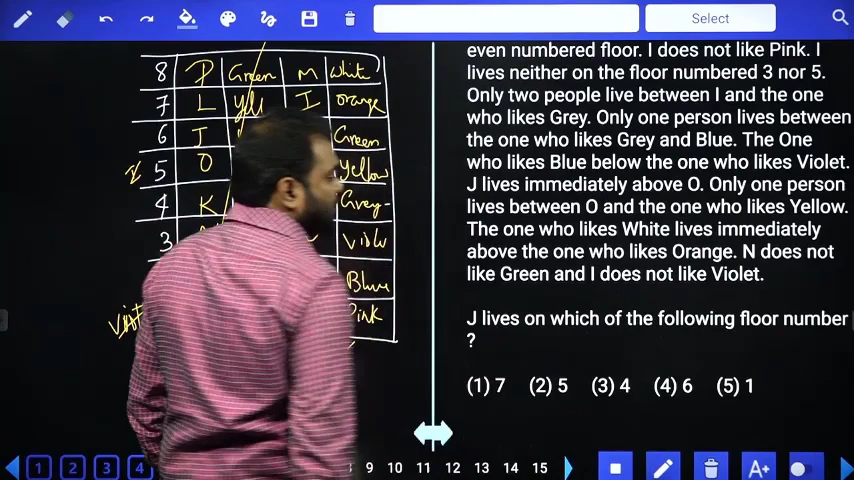 Select
even numbered floor. I does not like Pink. I
lives neither on the floor numbered 3 nor 5.
Only two people live between I and the one
who likes Grey. Only one person lives between
the one who likes Grey and Blue. The One
who likes Blue below the one who likes Violet.
J lives immediately above O. Only one person
lives between O and the one who likes Yellow.
The one who likes White lives immediately
above the one who likes Orange. N does not
like Green and I does not like Violet.
J lives on which of the following floor number
?
(1) 7 (2) 5 (3) 4 (4) 6 (5) 1
8 P Green M White
7 L Yell I orange
6 J Green
5 O Yellow
4 K Grey
3
Blue
1 2 3 4
9 10 11 12 13 14 15
A+